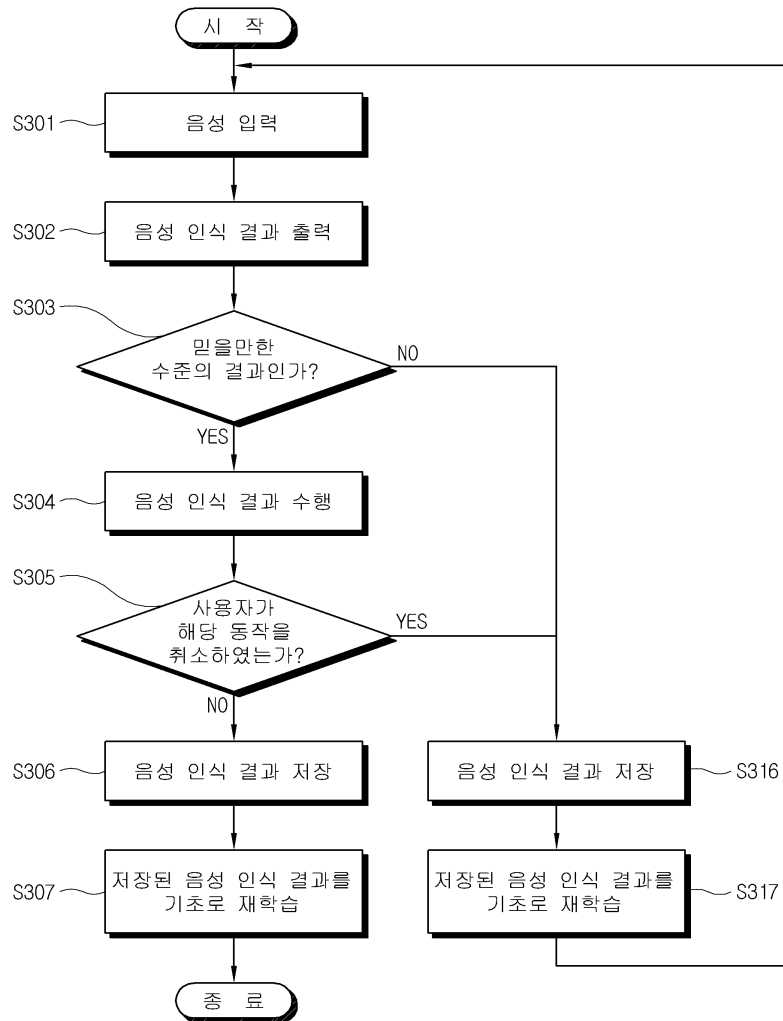 시 작
S301
음성 입력
S302
음성 인식 결과 출력
S303
믿을만한
수준의 결과인가?
NO
YES
S304
음성 인식 결과 수행
S305
사용자가
해당 동작을
취소하였는가?
YES
NO
S306
음성 인식 결과 저장
음성 인식 결과 저장
S316
S307
저장된 음성 인식 결과를
기초로 재학습
저장된 음성 인식 결과를
기초로 재학습
S317
종 료